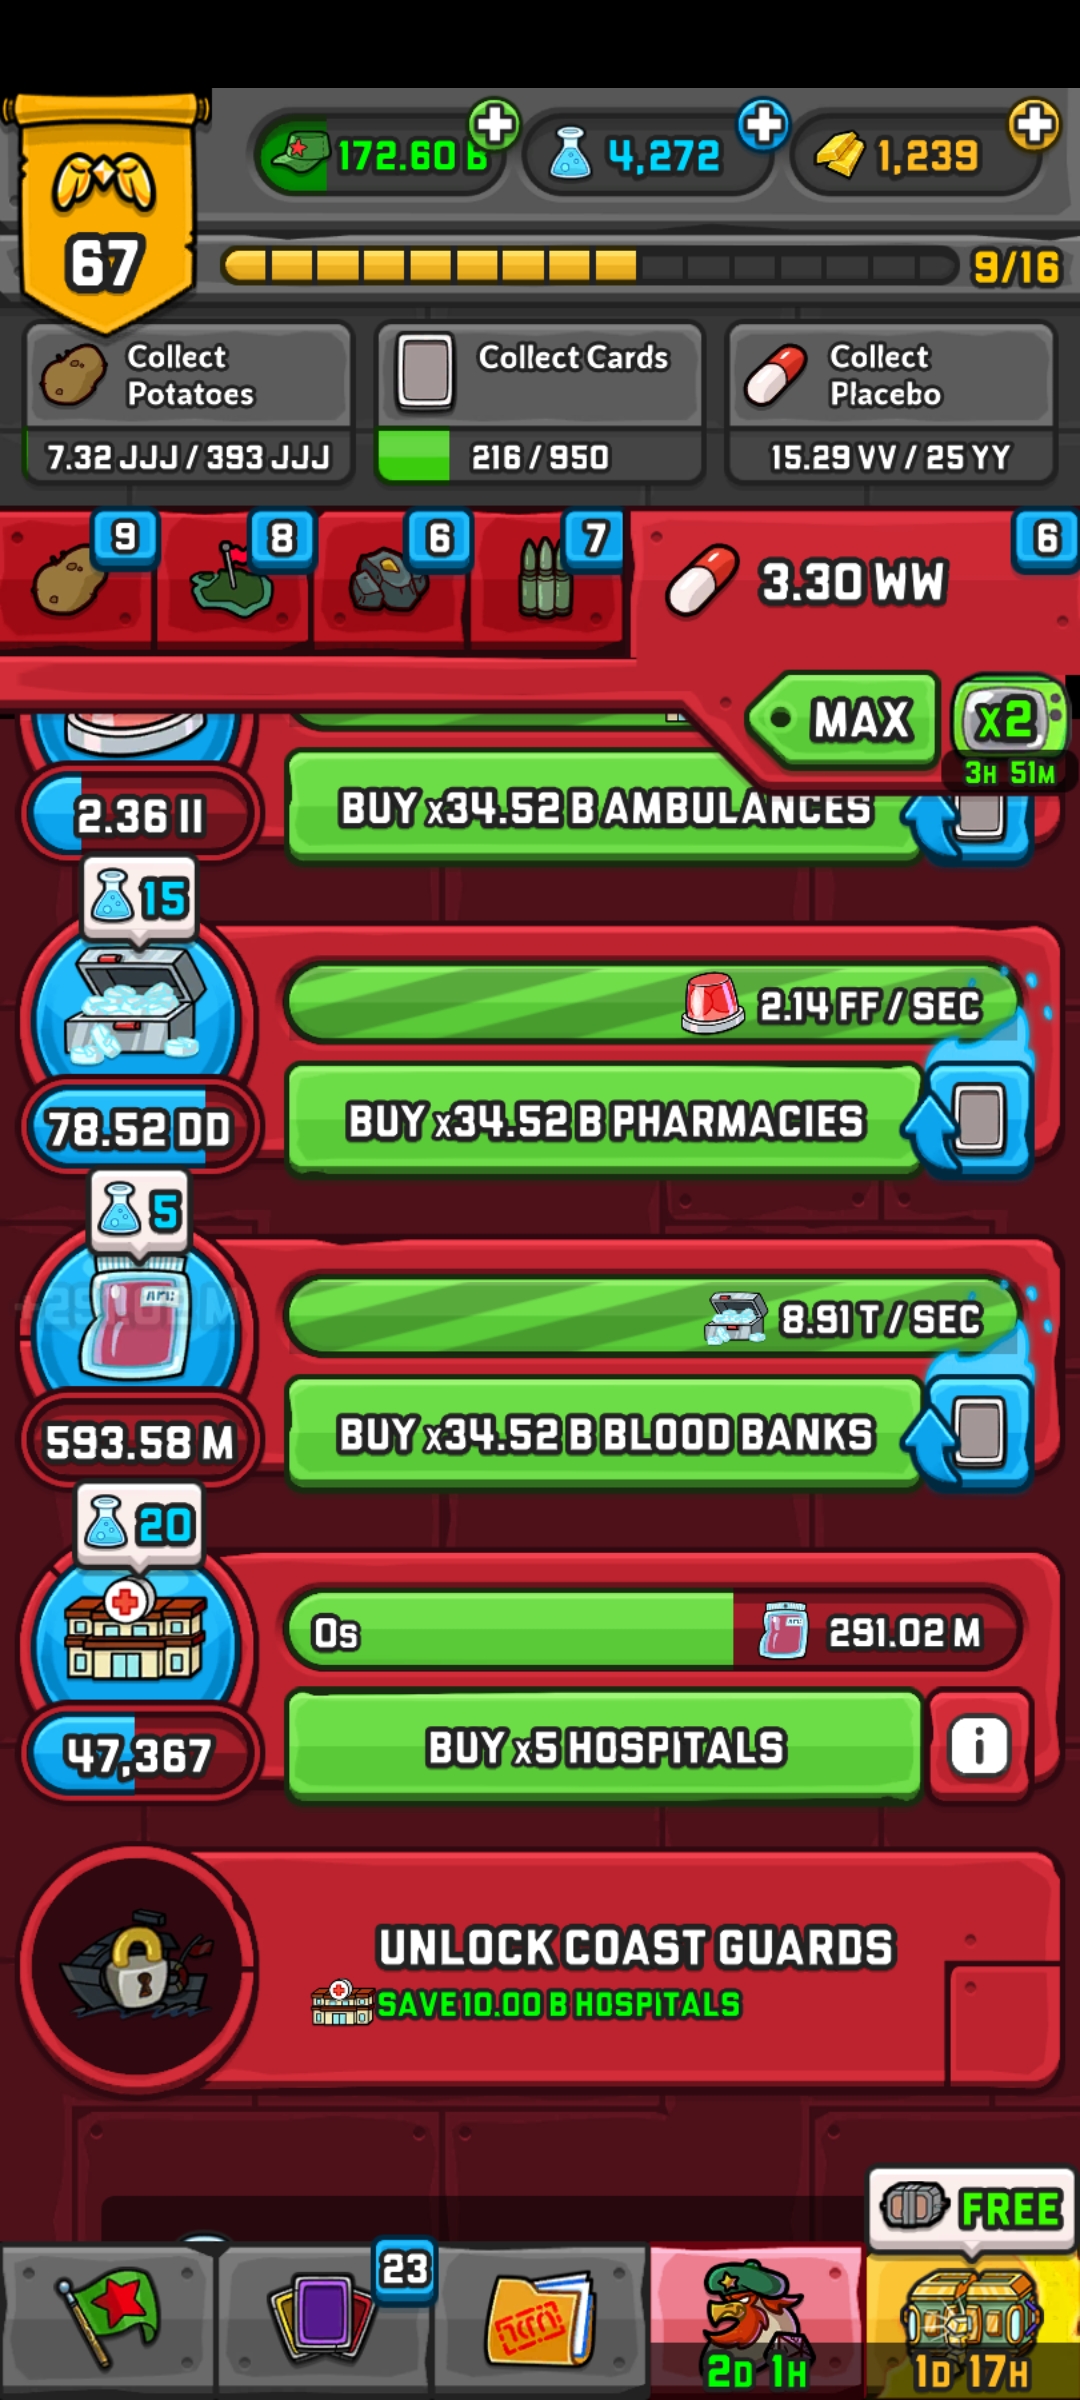 172.60 B
4,272
1,239
67
9/16
Collect Potatoes
7.32 JJJ / 393 JJJ
Collect Cards
216 / 950
Collect Placebo
15.29 VV / 25 YY
9
8
6
7
6
3.30 WW
MAX
x2
3H 51M
2.36 II
BUY x34.52 B AMBULANCES
15
2.14 FF / SEC
78.52 DD
BUY x34.52 B PHARMACIES
5
8.91 T / SEC
593.58 M
BUY x34.52 B BLOOD BANKS
20
0s
291.02 M
47,367
BUY x5 HOSPITALS
i
UNLOCK COAST GUARDS
SAVE 10.00 B HOSPITALS
FREE
23
2D 1H
1D 17H